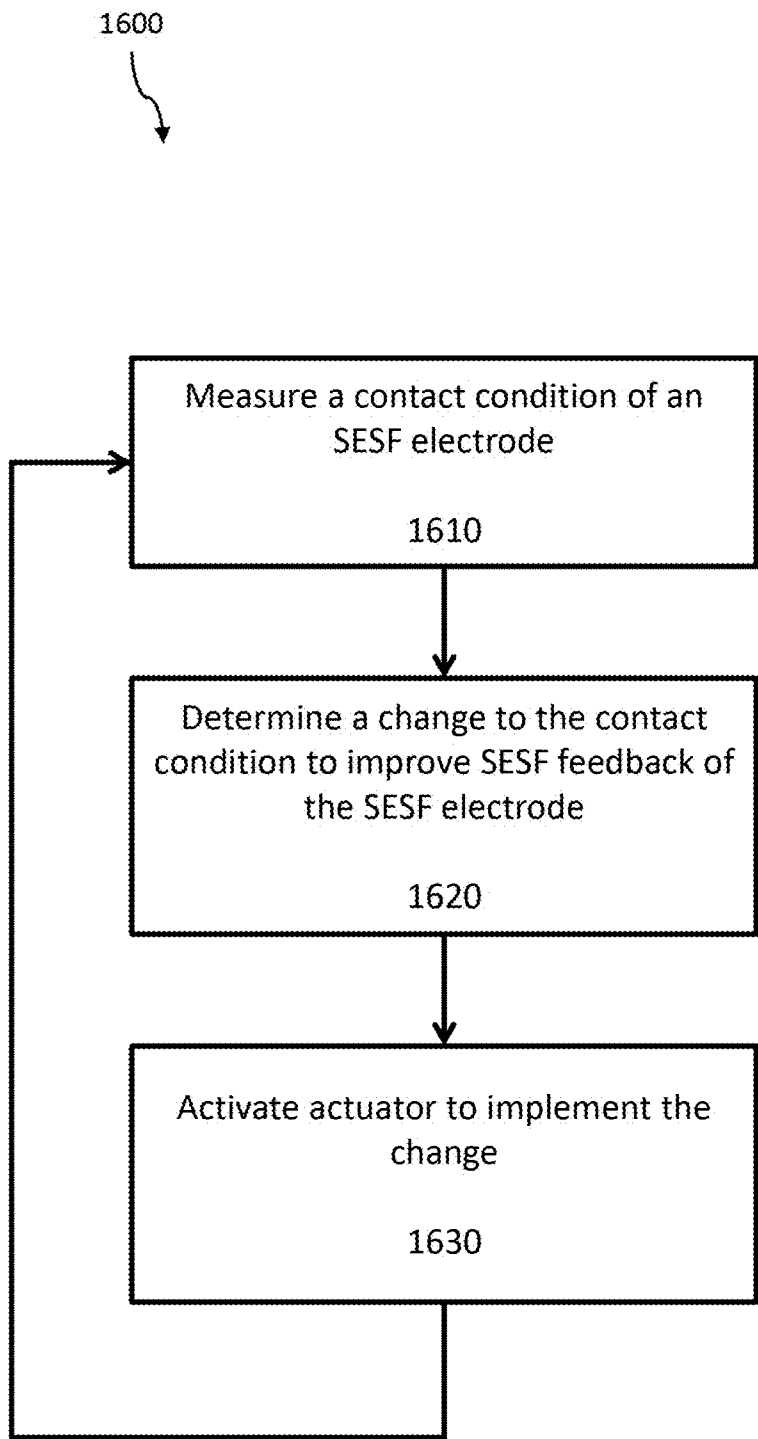 1600
Measure a contact condition of an
SESF electrode
1610
Determine a change to the contact
condition to improve SESF feedback of
the SESF electrode
1620
Activate actuator to implement the
change
1630